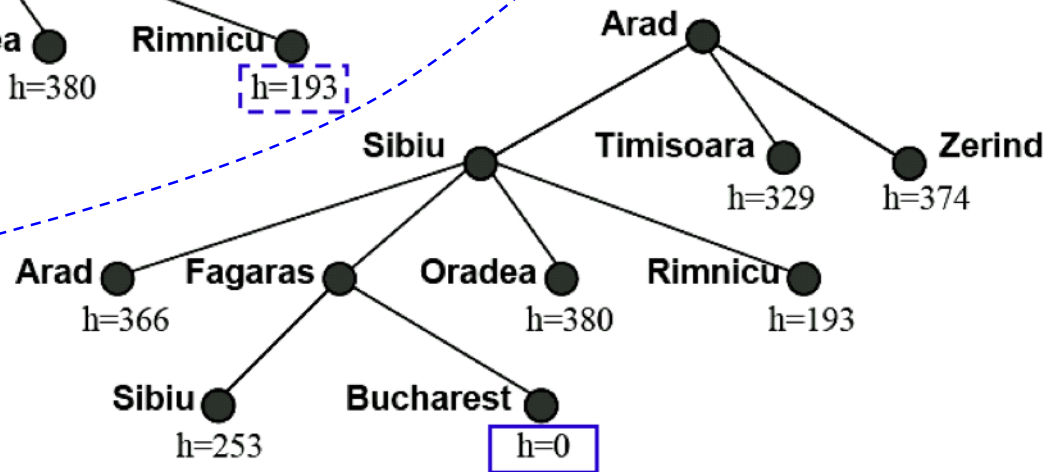 ea
h=380
Rimnicu
h=193
Arad
Sibiu
Timisoara
h=329
Zerind
h=374
Arad
h=366
Fagaras
Oradea
h=380
Rimnicu
h=193
Sibiu
h=253
Bucharest
h=0